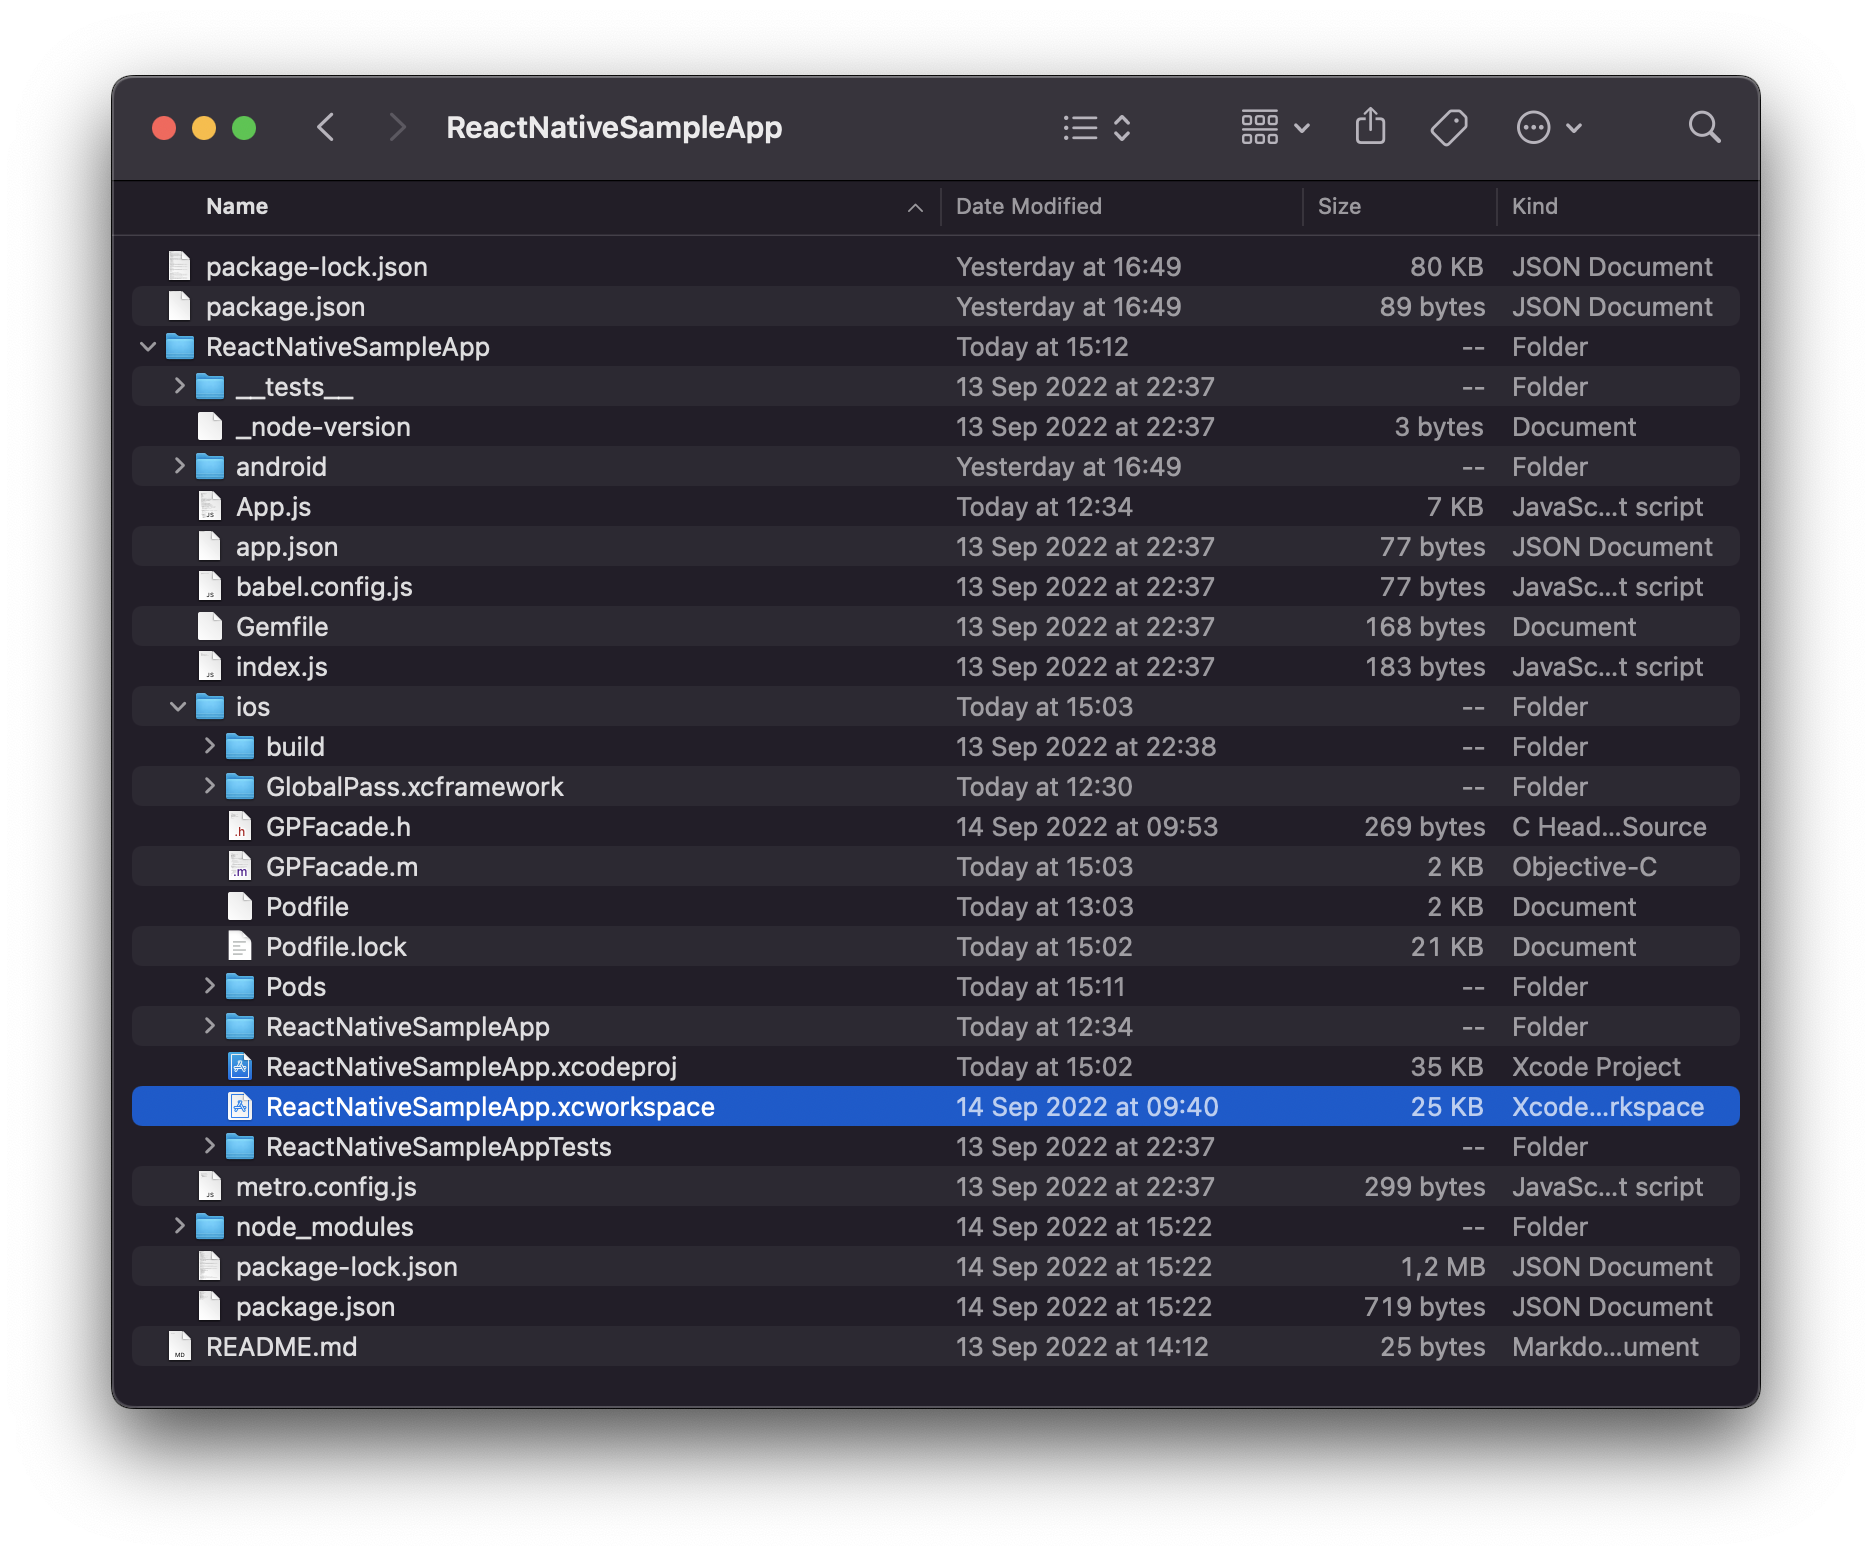 ReactNativeSampleApp
Name Date Modified Size Kind
package-lock.json Yesterday at 16:49 80 KB JSON Document
package.json Yesterday at 16:49 89 bytes JSON Document
ReactNativeSampleApp Today at 15:12 -- Folder
__tests__ 13 Sep 2022 at 22:37 -- Folder
_node-version 13 Sep 2022 at 22:37 3 bytes Document
android Yesterday at 16:49 -- Folder
App.js Today at 12:34 7 KB JavaSc...t script
app.json 13 Sep 2022 at 22:37 77 bytes JSON Document
babel.config.js 13 Sep 2022 at 22:37 77 bytes JavaSc...t script
Gemfile 13 Sep 2022 at 22:37 168 bytes Document
index.js 13 Sep 2022 at 22:37 183 bytes JavaSc...t script
ios Today at 15:03 -- Folder
build 13 Sep 2022 at 22:38 -- Folder
GlobalPass.xcframework Today at 12:30 -- Folder
GPFacade.h 14 Sep 2022 at 09:53 269 bytes C Head...Source
GPFacade.m Today at 15:03 2 KB Objective-C
Podfile Today at 13:03 2 KB Document
Podfile.lock Today at 15:02 21 KB Document
Pods Today at 15:11 -- Folder
ReactNativeSampleApp Today at 12:34 -- Folder
ReactNativeSampleApp.xcodeproj Today at 15:02 35 KB Xcode Project
ReactNativeSampleApp.xcworkspace 14 Sep 2022 at 09:40 25 KB Xcode...rkspace
ReactNativeSampleAppTests 13 Sep 2022 at 22:37 -- Folder
metro.config.js 13 Sep 2022 at 22:37 299 bytes JavaSc...t script
node_modules 14 Sep 2022 at 15:22 -- Folder
package-lock.json 14 Sep 2022 at 15:22 1,2 MB JSON Document
package.json 14 Sep 2022 at 15:22 719 bytes JSON Document
README.md 13 Sep 2022 at 14:12 25 bytes Markdo...ument